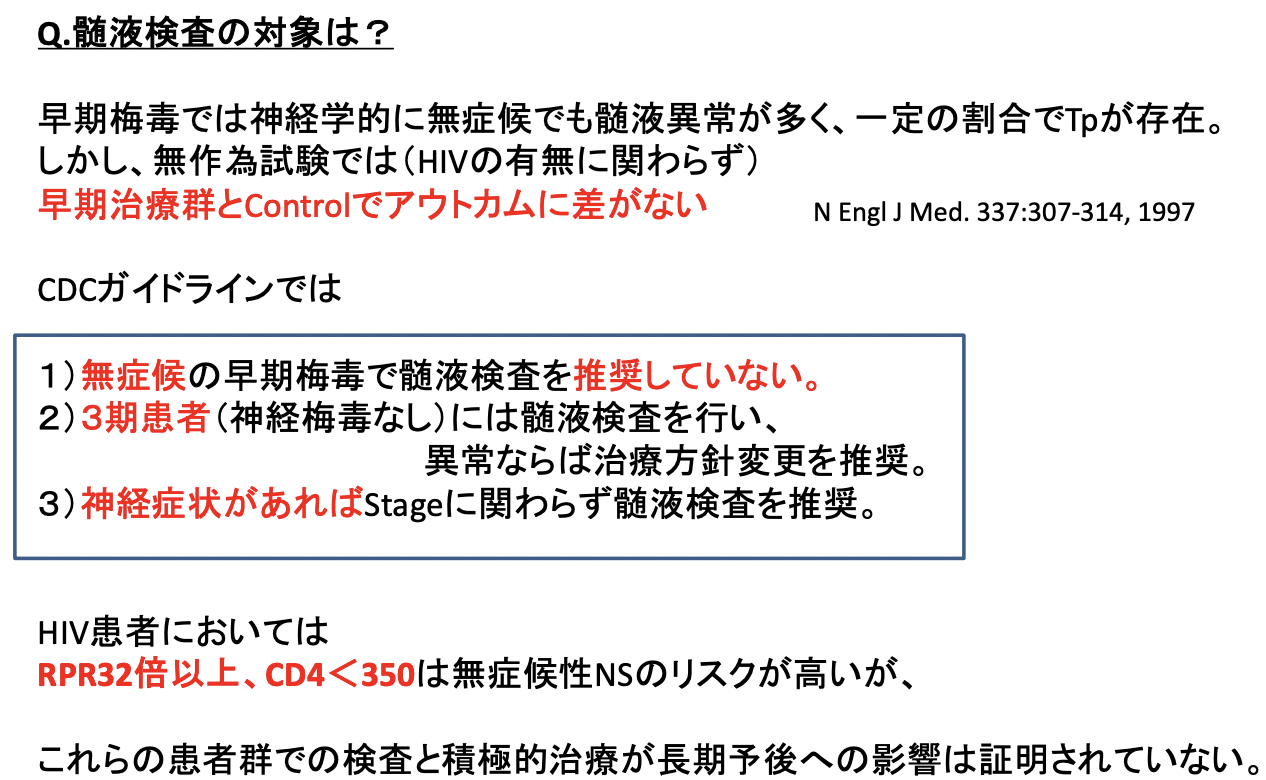 Q.髄液検査の対象は？
早期梅毒では神経学的に無症候でも髄液異常が多く、一定の割合でTpが存在。
しかし、無作為試験では（HIVの有無に関わらず）
早期治療群とControlでアウトカムに差がない
N Engl J Med. 337:307-314, 1997
CDCガイドラインでは
１）無症候の早期梅毒で髄液検査を推奨していない。
２）３期患者（神経梅毒なし）には髄液検査を行い、
異常ならば治療方針変更を推奨。
３）神経症状があればStageに関わらず髄液検査を推奨。
HIV患者においては
RPR32倍以上、CD4＜350は無症候性NSのリスクが高いが、
これらの患者群での検査と積極的治療が長期予後への影響は証明されていない。